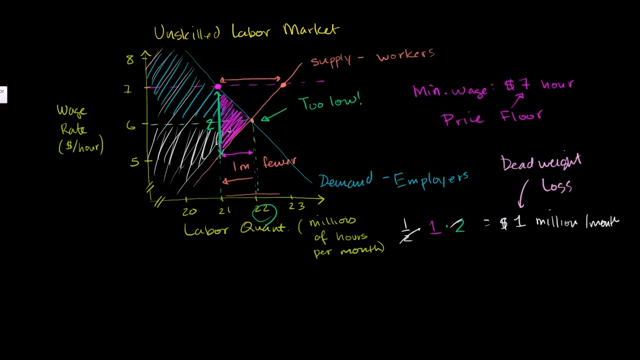 Unskilled Labor Market
8
7
6
5
Wage
Rate
($/hour)
supply - workers
Too low!
2
1m fewer
Demand - Employers
20 21 22 23
Labor Quant. (millions
of hours
per month)
Min. Wage: $7 hour
Price Floor
Deadweight
Loss
1/2 1 · 2 = $1 million/month